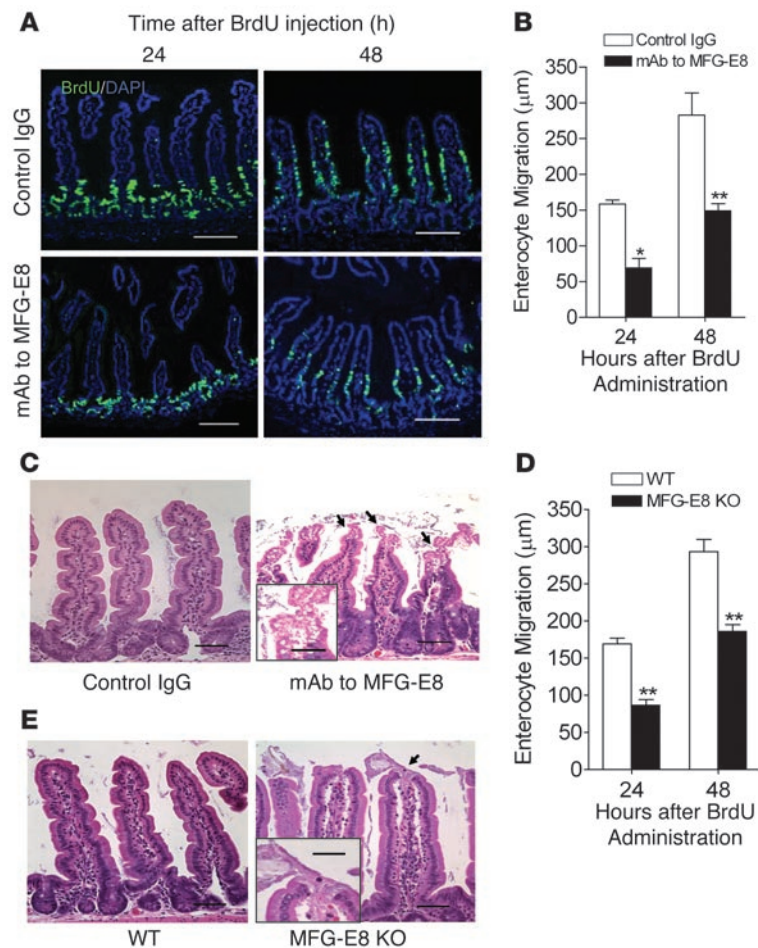 A
Time after BrdU injection (h)
24
48
BrdU/DAPI
Control IgG
mAb to MFG-E8
B
Control IgG
mAb to MFG-E8
Enterocyte Migration (μm)
350
300
250
200
150
100
50
0
*
**
24
48
Hours after BrdU
Administration
C
Control IgG
mAb to MFG-E8
D
WT
MFG-E8 KO
Enterocyte Migration (μm)
350
300
250
200
150
100
50
0
**
**
24
48
Hours after BrdU
Administration
E
WT
MFG-E8 KO